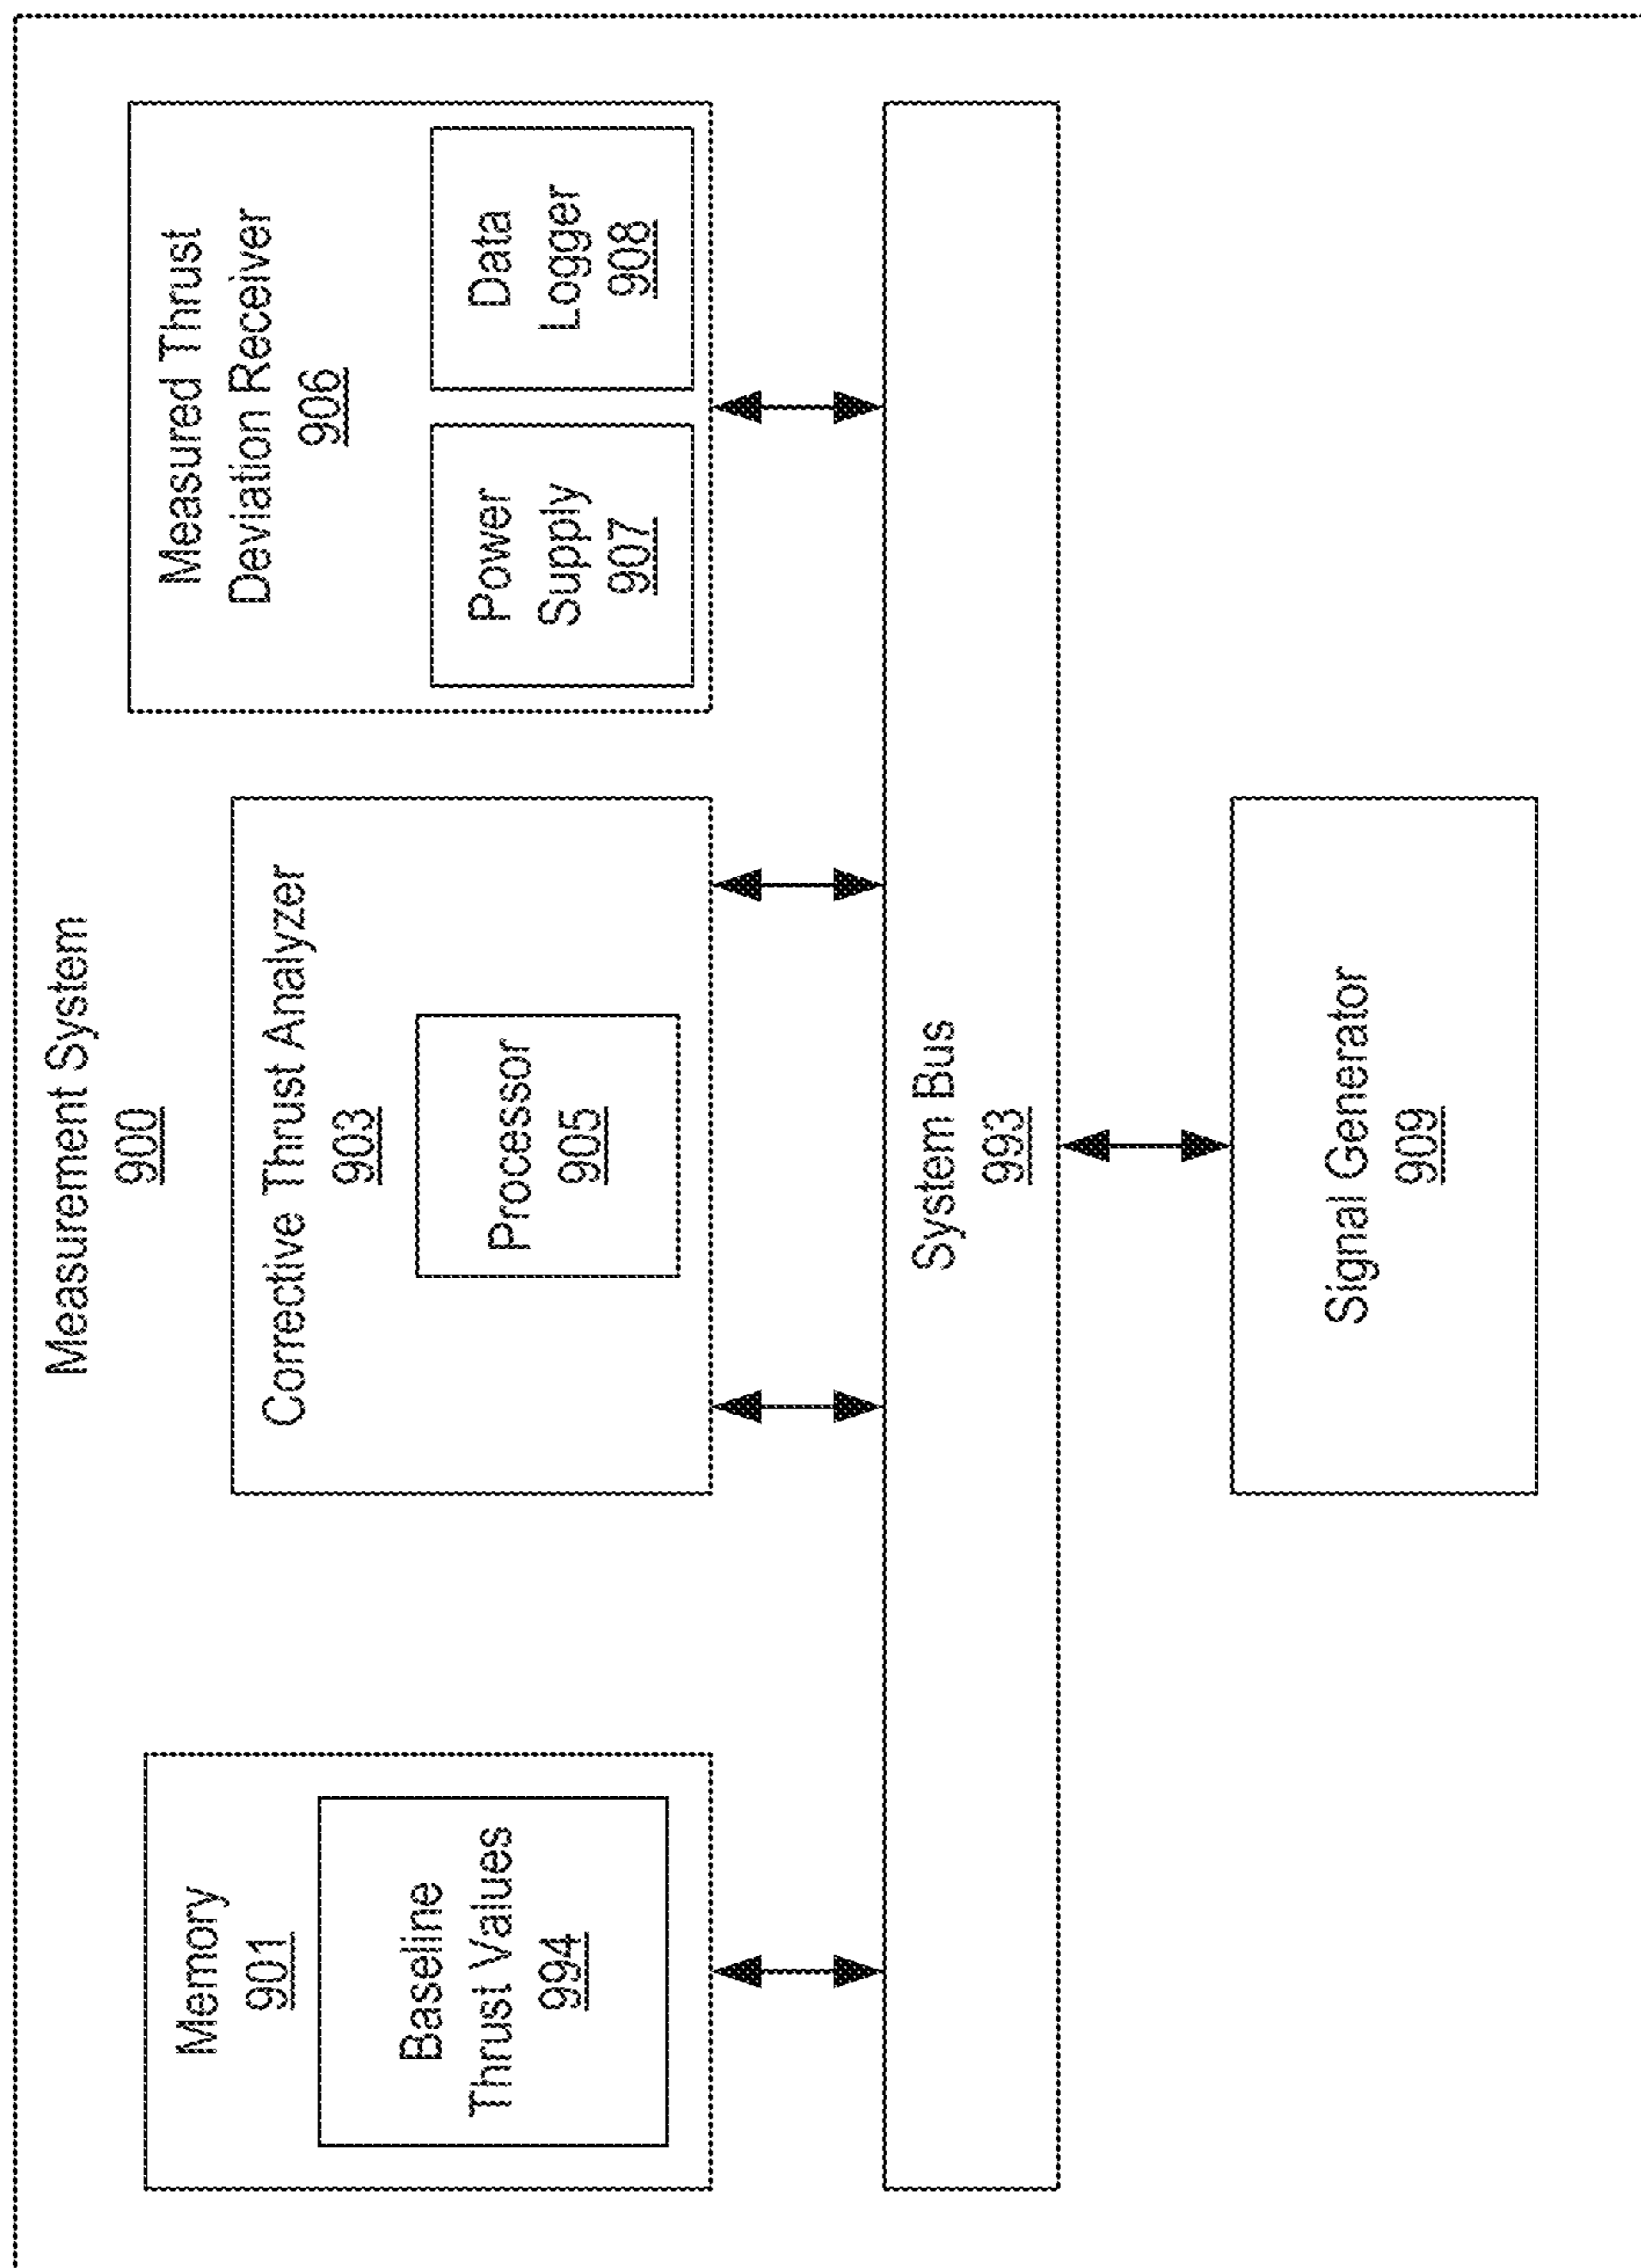 Measurement System
900
Memory
901
Baseline
Thrust Values
994
Corrective Thrust Analyzer
903
Processor
905
Measured Thrust
Deviation Receiver
906
Power
Supply
907
Data
Logger
908
System Bus
993
Signal Generator
909